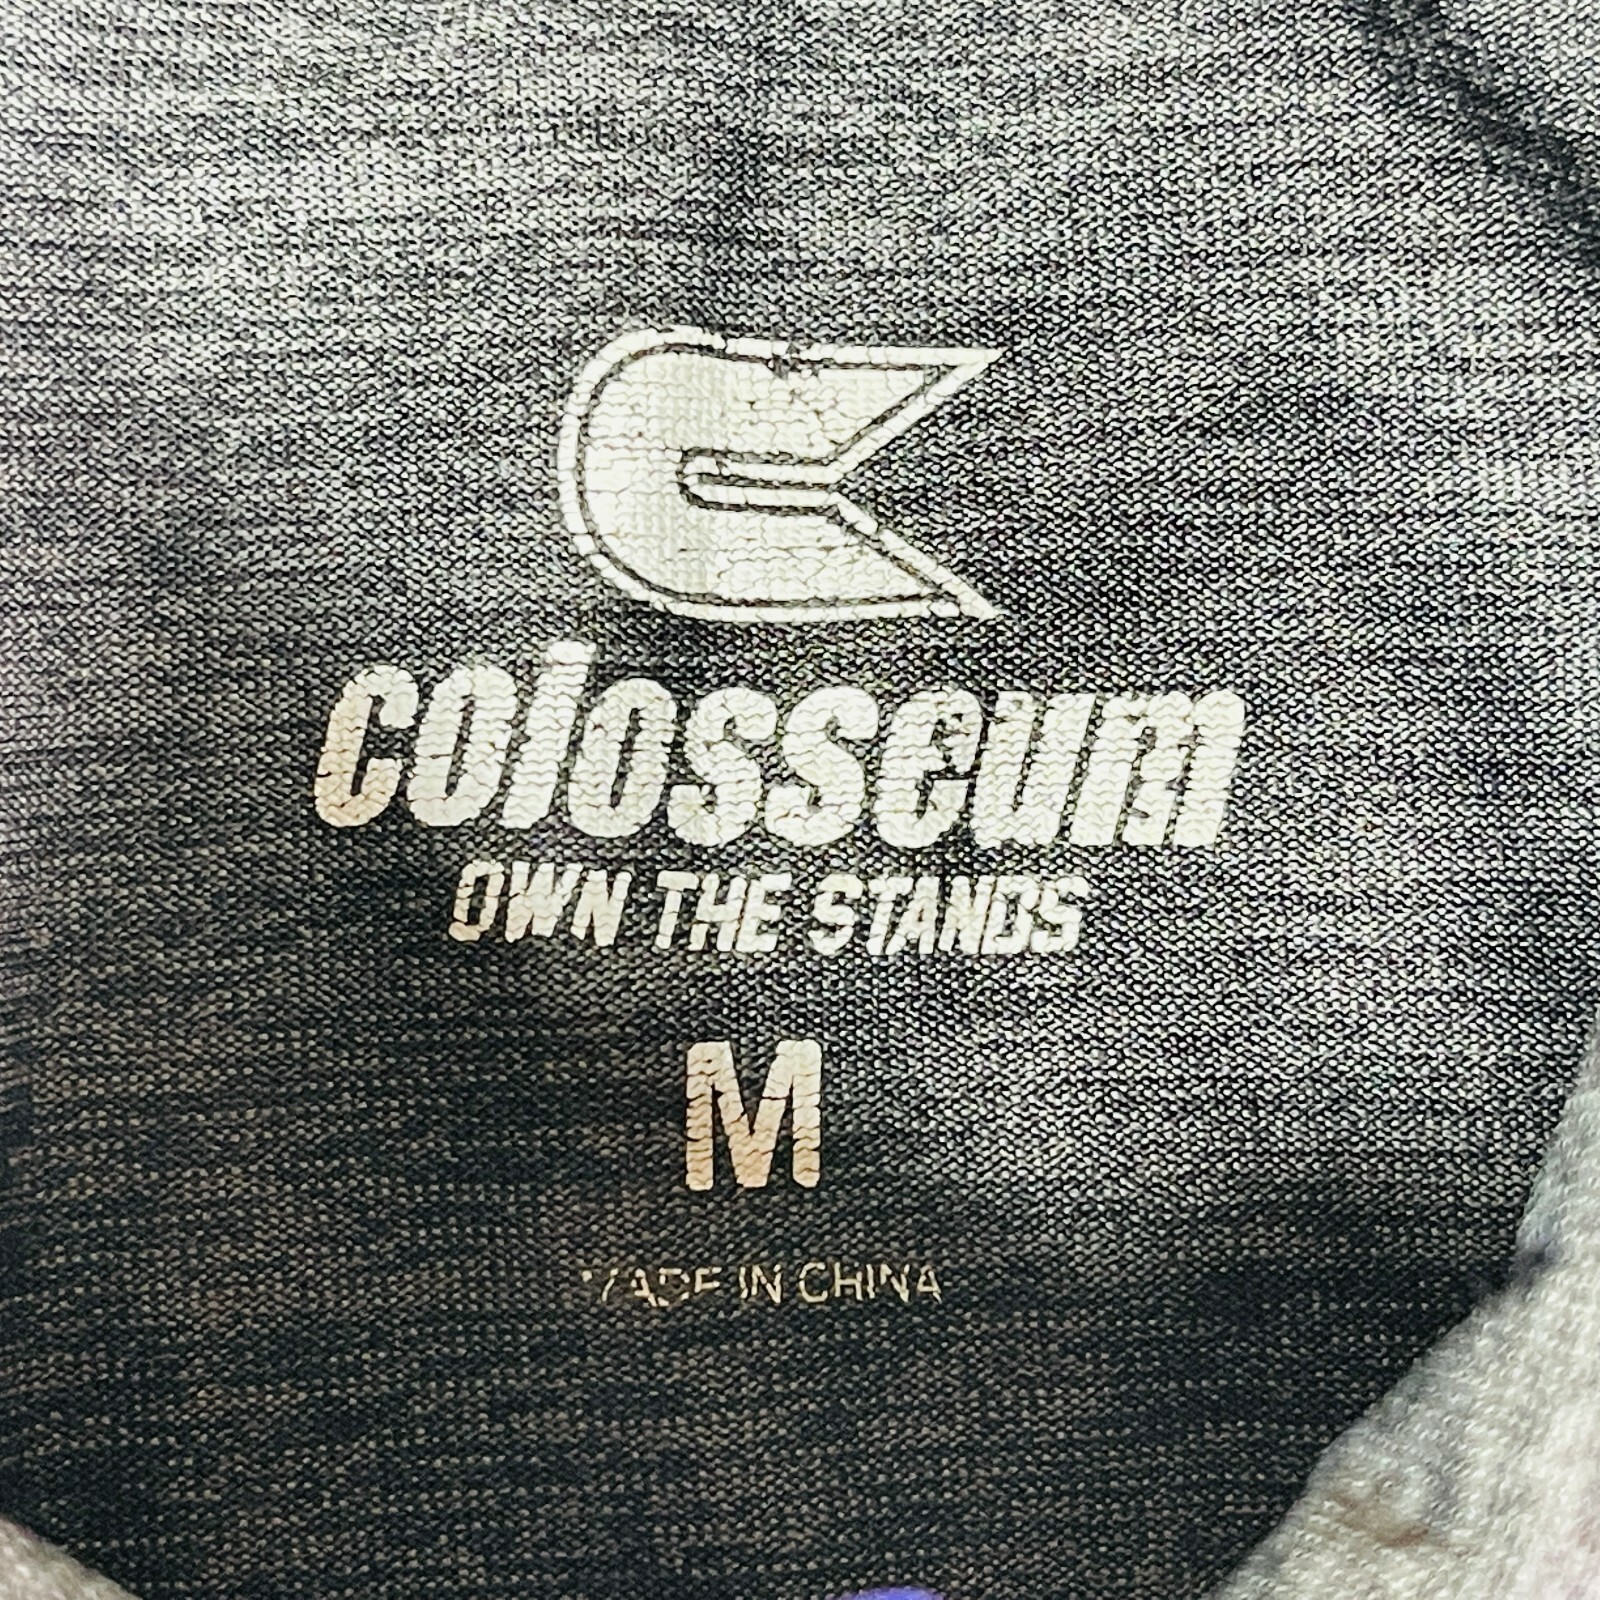 colosseum
OWN THE STANDS
M
MADE IN CHINA